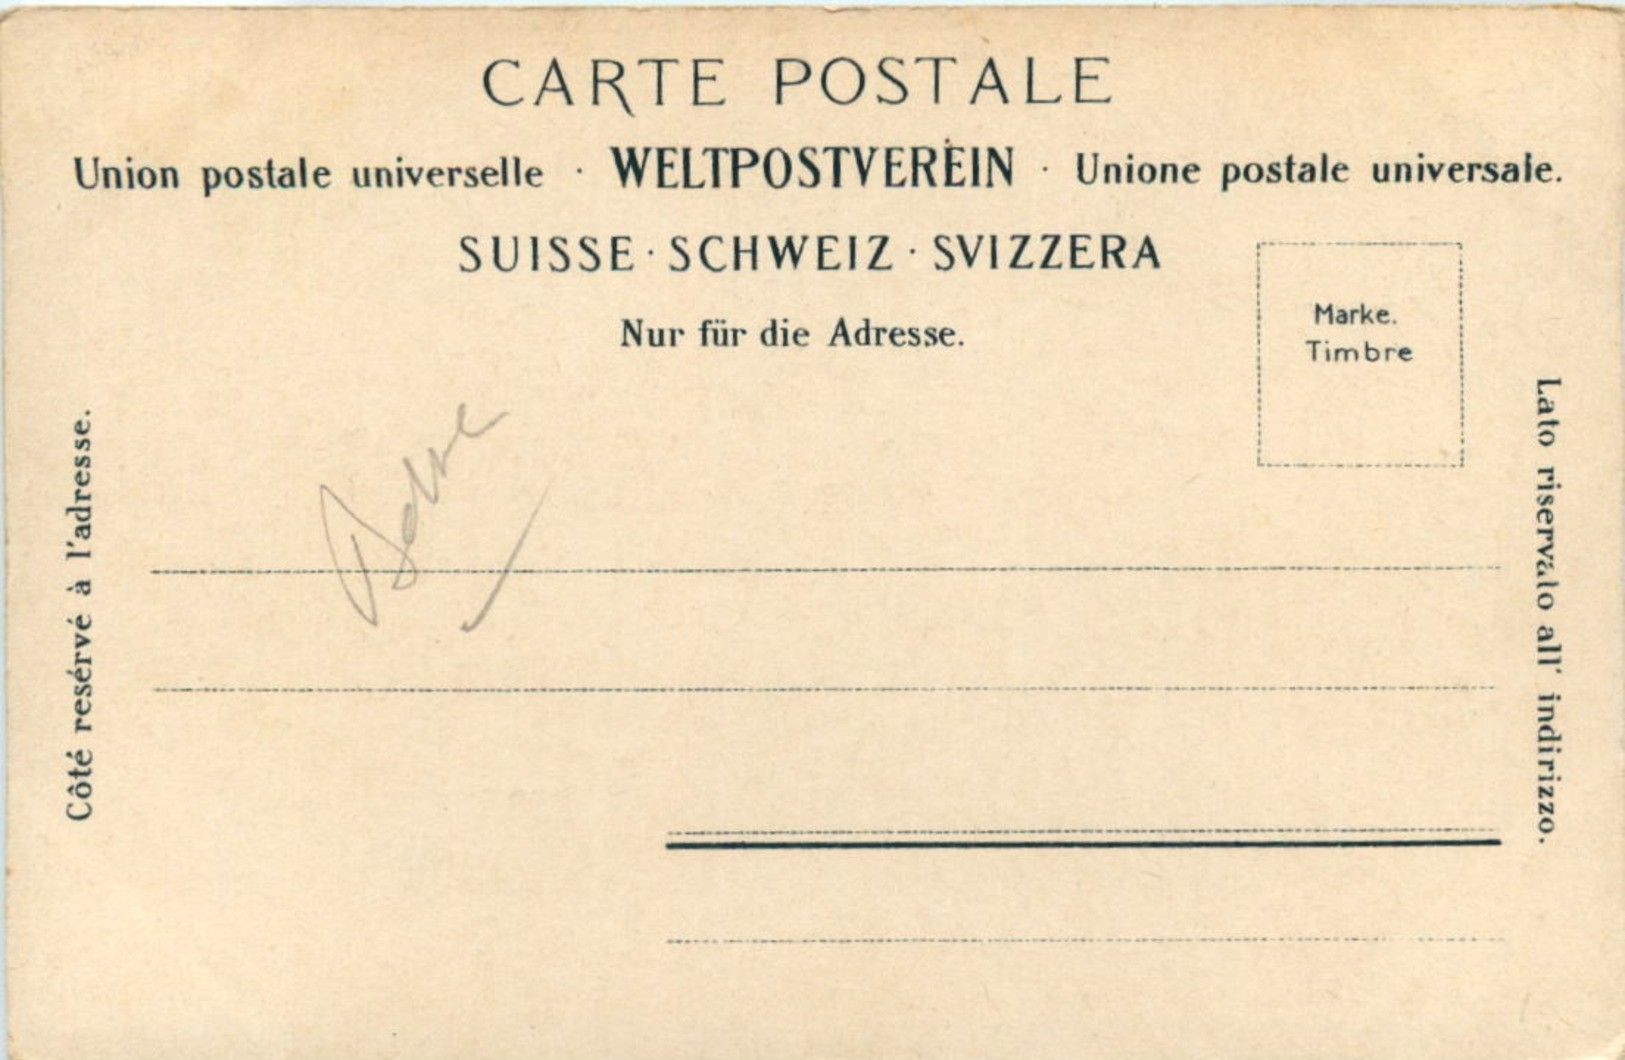 CARTE POSTALE
Union postale universelle · WELTPOSTVEREIN · Unione postale universale.
SUISSE · SCHWEIZ · SVIZZERA
Nur für die Adresse.
Marke.
Timbre
Côté resérvé à l'adresse.
Lato riservato all' indirizzo.